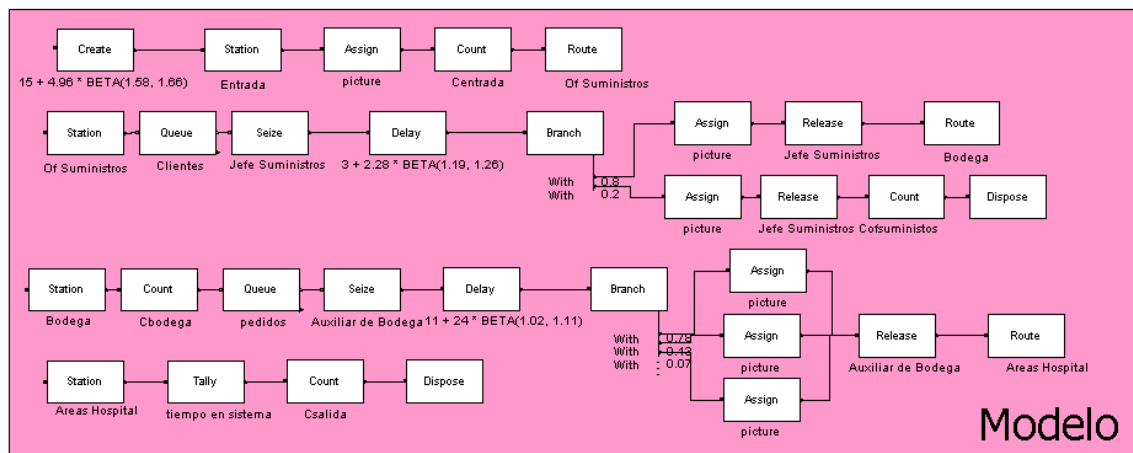 Create Station Assign Count Route
15 + 4.96 * BETA(1.58, 1.66) Entrada picture Centrada Of Suministros
Station Queue Seize Delay Branch
Of Suministros Clientes Jefe Suministros 3 + 2.28 * BETA(1.19, 1.26)
With 0.8
With 0.2
Assign Release Route
picture Jefe Suministros Bodega
Assign Release Count Dispose
picture Jefe Suministros Cofsuministos
Station Count Queue Seize Delay Branch
Bodega Cbodega pedidos Auxiliar de Bodega 11 + 24 * BETA(1.02, 1.11)
With 0.78
With 0.13
With 0.07
Assign
picture
Assign Release Route
picture Auxiliar de Bodega Areas Hospital
Assign
picture
Station Tally Count Dispose
Areas Hospital tiempo en sistema Csalida
Modelo